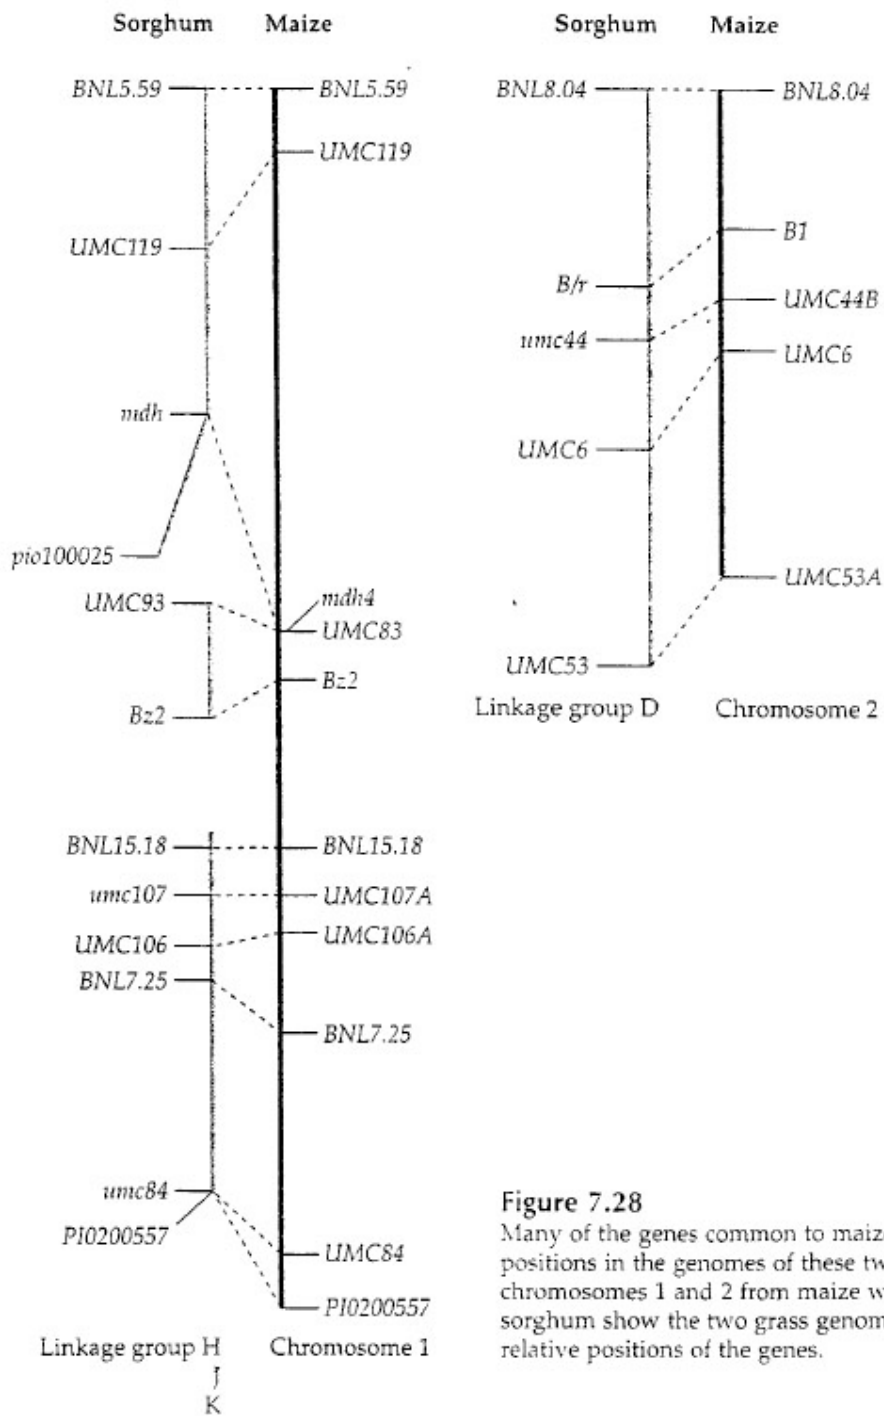 Sorghum Maize
BNL5.59 BNL5.59
UMC119
UMC119
mdh
pio100025
UMC93
mdh4
UMC83
Bz2
Bz2
BNL15.18 BNL15.18
umc107 UMC107A
UMC106 UMC106A
BNL7.25
BNL7.25
umc84
PI0200557
UMC84
PI0200557
Linkage group H Chromosome 1
J
K
Sorghum Maize
BNL8.04 BNL8.04
B1
B/r
UMC44B
umc44
UMC6
UMC6
UMC53A
UMC53
Linkage group D Chromosome 2
Figure 7.28
Many of the genes common to maize
positions in the genomes of these tw
chromosomes 1 and 2 from maize w
sorghum show the two grass genom
relative positions of the genes.